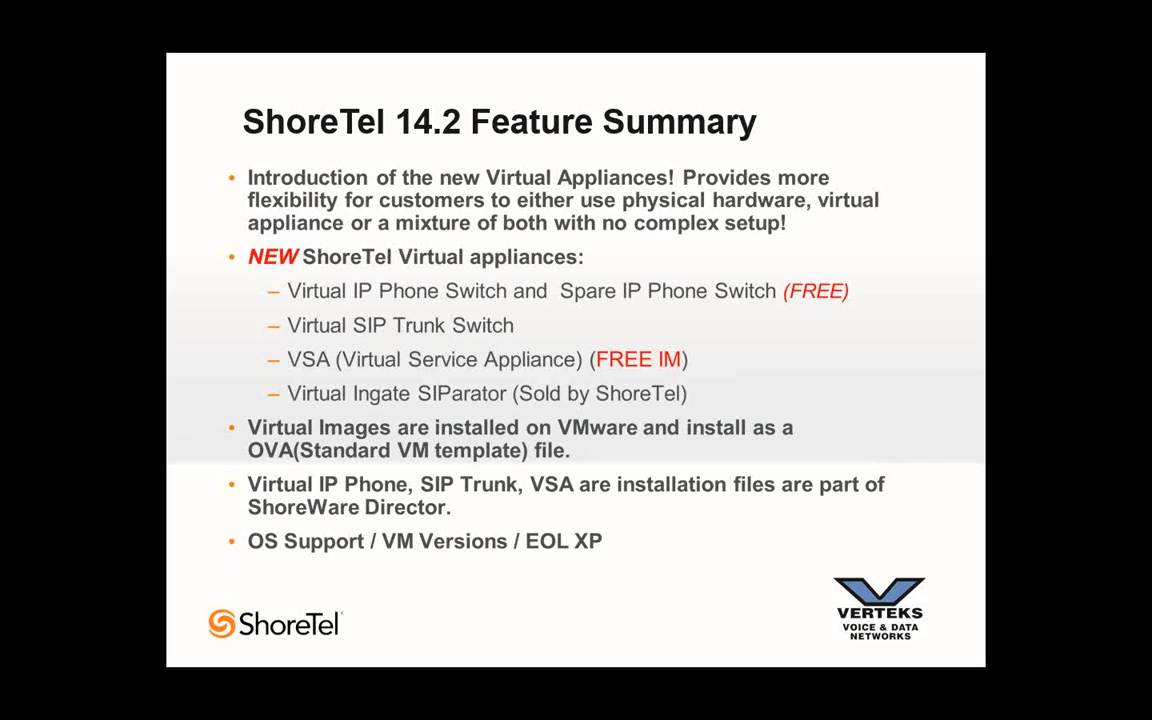 ShoreTel 14.2 Feature Summary
• Introduction of the new Virtual Appliances! Provides more
flexibility for customers to either use physical hardware, virtual
appliance or a mixture of both with no complex setup!
• NEW ShoreTel Virtual appliances:
– Virtual IP Phone Switch and Spare IP Phone Switch (FREE)
– Virtual SIP Trunk Switch
– VSA (Virtual Service Appliance) (FREE IM)
– Virtual Ingate SIParator (Sold by ShoreTel)
• Virtual Images are installed on VMware and install as a
OVA(Standard VM template) file.
• Virtual IP Phone, SIP Trunk, VSA are installation files are part of
ShoreWare Director.
• OS Support / VM Versions / EOL XP
ShoreTel
VERTEKS
VOICE & DATA
NETWORKS